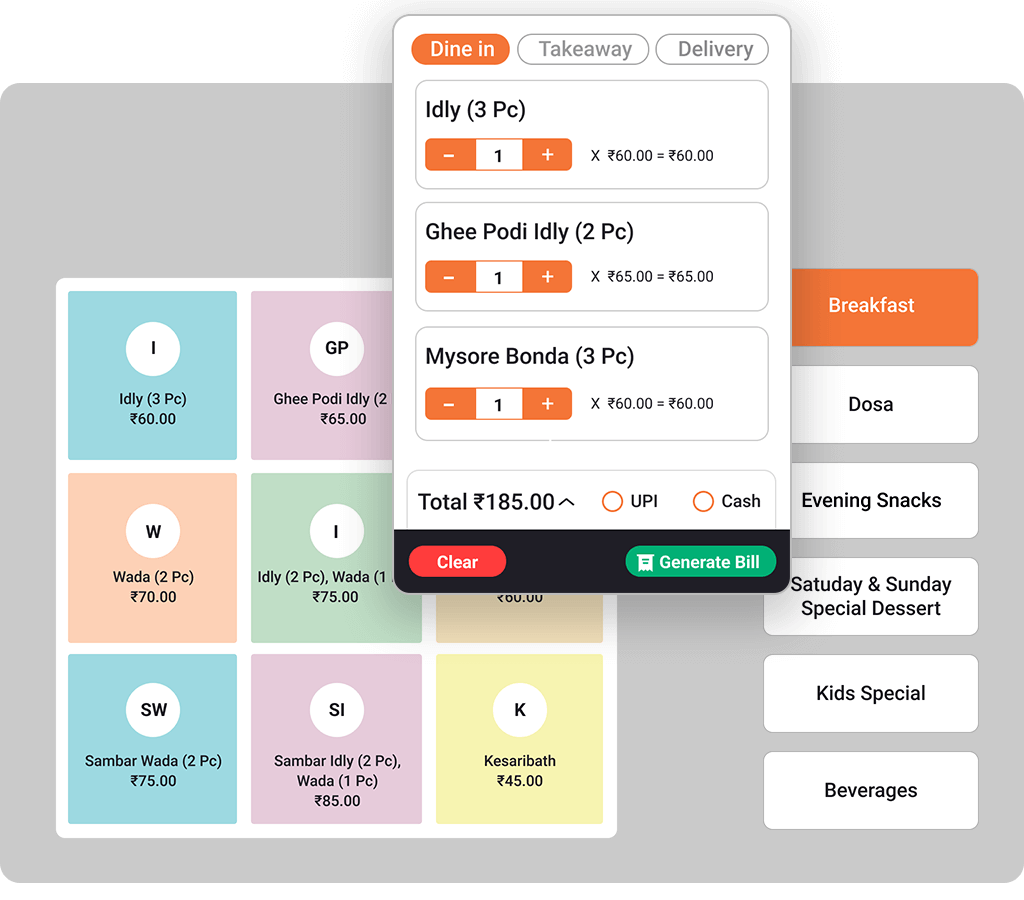 Dine in
Takeaway
Delivery
Idly (3 Pc)
− 1 + X ₹60.00 = ₹60.00
Ghee Podi Idly (2 Pc)
− 1 + X ₹65.00 = ₹65.00
Mysore Bonda (3 Pc)
− 1 + X ₹60.00 = ₹60.00
Total ₹185.00
UPI
Cash
Clear
Generate Bill
I
Idly (3 Pc)
₹60.00
GP
Ghee Podi Idly (2
₹65.00
W
Wada (2 Pc)
₹70.00
I
Idly (2 Pc), Wada (1
₹75.00
₹60.00
SW
Sambar Wada (2 Pc)
₹75.00
SI
Sambar Idly (2 Pc),
Wada (1 Pc)
₹85.00
K
Kesaribath
₹45.00
Breakfast
Dosa
Evening Snacks
Satuday & Sunday
Special Dessert
Kids Special
Beverages